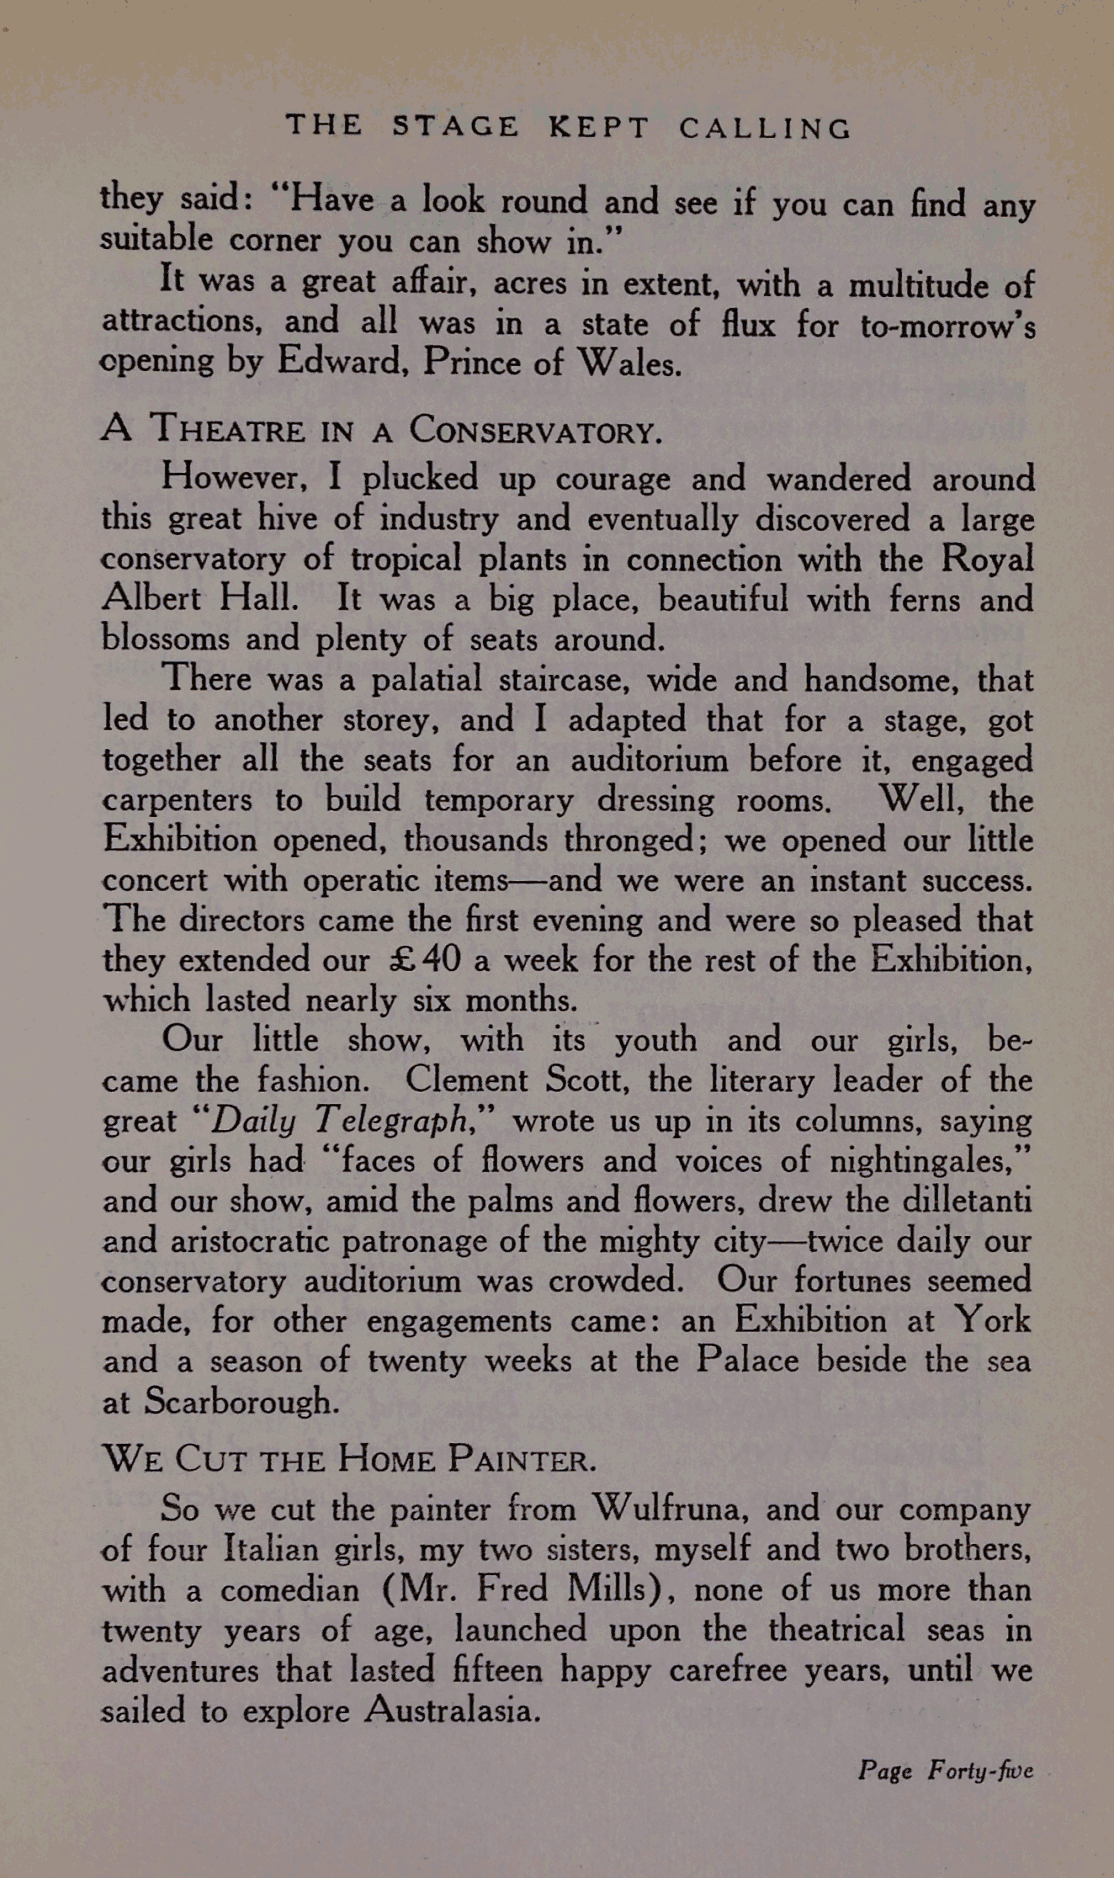 THE STAGE KEPT CALLING
they said: “Have a look round and see if you can find any
suitable corner you can show in.”
It was a great affair, acres in extent, with a multitude of
attractions, and all was in a state of flux for to-morrow’s
opening by Edward, Prince of Wales.
A THEATRE IN A CONSERVATORY.
However, I plucked up courage and wandered around
this great hive of industry and eventually discovered a large
conservatory of tropical plants in connection with the Royal
Albert Hall. It was a big place, beautiful with ferns and
blossoms and plenty of seats around.
There was a palatial staircase, wide and handsome, that
led to another storey, and I adapted that for a stage, got
together all the seats for an auditorium before it, engaged
carpenters to build temporary dressing rooms. Well, the
Exhibition opened, thousands thronged; we opened our little
concert with operatic items—and we were an instant success.
The directors came the first evening and were so pleased that
they extended our £40 a week for the rest of the Exhibition,
which lasted nearly six months.
Our little show, with its youth and our girls, be-
came the fashion. Clement Scott, the literary leader of the
great “Daily Telegraph,” wrote us up in its columns, saying
our girls had “faces of flowers and voices of nightingales,”
and our show, amid the palms and flowers, drew the dilletanti
and aristocratic patronage of the mighty city—twice daily our
conservatory auditorium was crowded. Our fortunes seemed
made, for other engagements came: an Exhibition at York
and a season of twenty weeks at the Palace beside the sea
at Scarborough.
WE CUT THE HOME PAINTER.
So we cut the painter from Wulfruna, and our company
of four Italian girls, my two sisters, myself and two brothers,
with a comedian (Mr. Fred Mills), none of us more than
twenty years of age, launched upon the theatrical seas in
adventures that lasted fifteen happy carefree years, until we
sailed to explore Australasia.
Page Forty-five